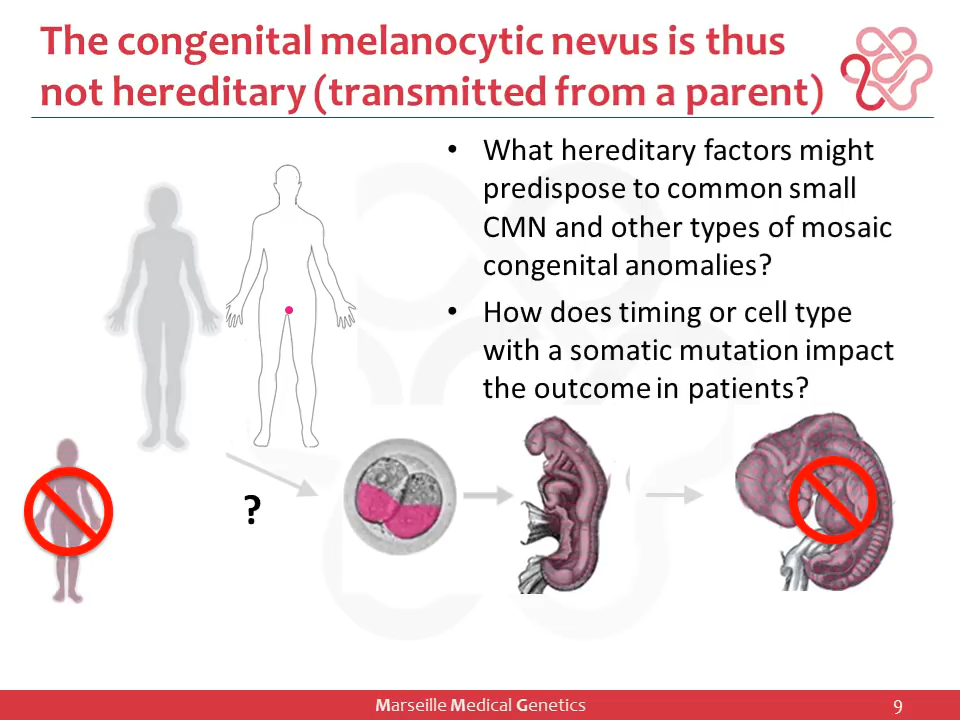 The congenital melanocytic nevus is thus
not hereditary (transmitted from a parent)
• What hereditary factors might
predispose to common small
CMN and other types of mosaic
congenital anomalies?
• How does timing or cell type
with a somatic mutation impact
the outcome in patients?
?
Marseille Medical Genetics
9